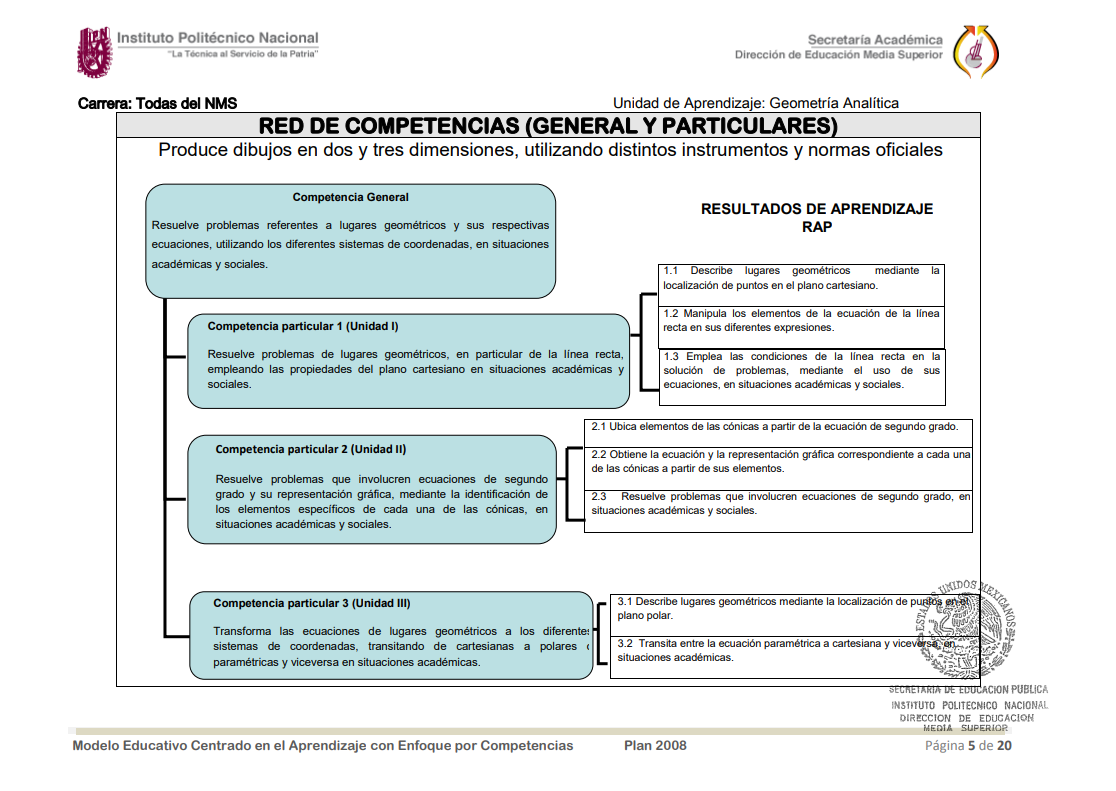 Instituto Politécnico Nacional
"La Técnica al Servicio de la Patria"
Secretaría Académica
Dirección de Educación Media Superior
Carrera: Todas del NMS
Unidad de Aprendizaje: Geometría Analítica
RED DE COMPETENCIAS (GENERAL Y PARTICULARES)
Produce dibujos en dos y tres dimensiones, utilizando distintos instrumentos y normas oficiales
Competencia General
Resuelve problemas referentes a lugares geométricos y sus respectivas
ecuaciones, utilizando los diferentes sistemas de coordenadas, en situaciones
académicas y sociales.
RESULTADOS DE APRENDIZAJE
RAP
Competencia particular 1 (Unidad I)
Resuelve problemas de lugares geométricos, en particular de la línea recta,
empleando las propiedades del plano cartesiano en situaciones académicas y
sociales.
1.1 Describe lugares geométricos mediante la
localización de puntos en el plano cartesiano.
1.2 Manipula los elementos de la ecuación de la línea
recta en sus diferentes expresiones.
1.3 Emplea las condiciones de la línea recta en la
solución de problemas, mediante el uso de sus
ecuaciones, en situaciones académicas y sociales.
Competencia particular 2 (Unidad II)
Resuelve problemas que involucren ecuaciones de segundo
grado y su representación gráfica, mediante la identificación de
los elementos específicos de cada una de las cónicas, en
situaciones académicas y sociales.
2.1 Ubica elementos de las cónicas a partir de la ecuación de segundo grado.
2.2 Obtiene la ecuación y la representación gráfica correspondiente a cada una
de las cónicas a partir de sus elementos.
2.3 Resuelve problemas que involucren ecuaciones de segundo grado, en
situaciones académicas y sociales.
Competencia particular 3 (Unidad III)
Transforma las ecuaciones de lugares geométricos a los diferentes
sistemas de coordenadas, transitando de cartesianas a polares
paramétricas y viceversa en situaciones académicas.
3.1 Describe lugares geométricos mediante la localización de puntos en el
plano polar.
3.2 Transita entre la ecuación paramétrica a cartesiana y viceversa, en
situaciones académicas.
ESTADOS UNIDOS MEXICANOS
SECRETARIA DE EDUCACION PUBLICA
INSTITUTO POLITECNICO NACIONAL
DIRECCION DE EDUCACION
MEDIA SUPERIOR
Modelo Educativo Centrado en el Aprendizaje con Enfoque por Competencias
Plan 2008
Página 5 de 20